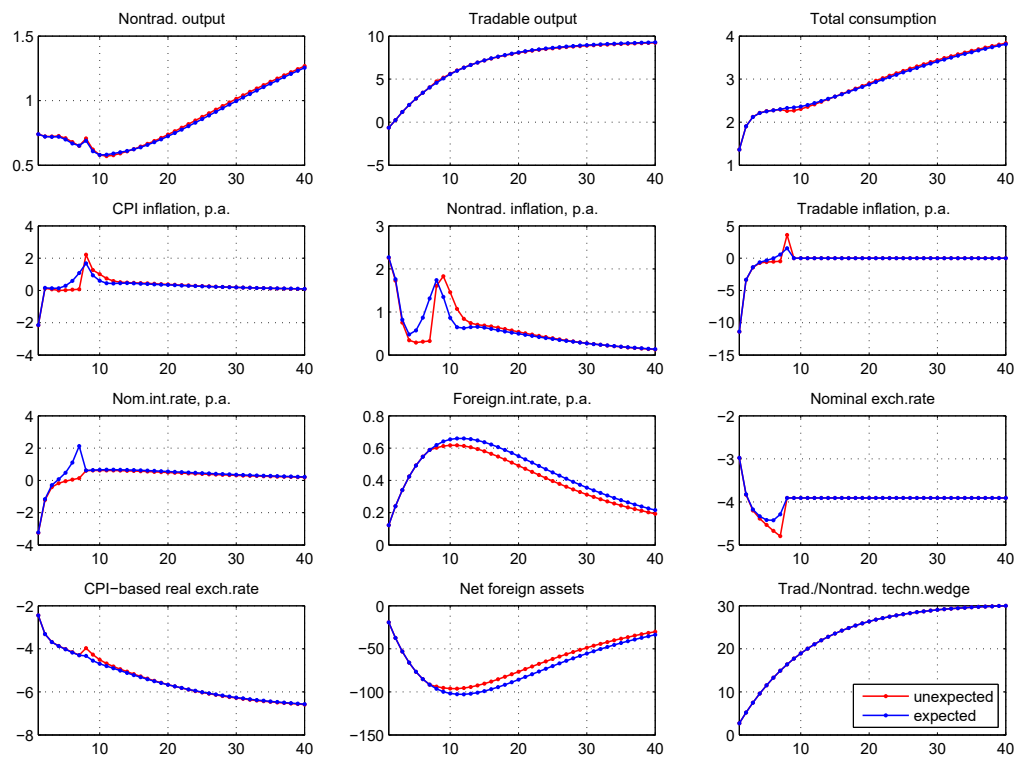 Nontrad. output
Tradable output
Total consumption
1.5
1
0.5
10 20 30 40
10
5
0
−5
10 20 30 40
4
3
2
1
10 20 30 40
CPI inflation, p.a.
Nontrad. inflation, p.a.
Tradable inflation, p.a.
4
2
0
−2
−4
10 20 30 40
3
2
1
0
10 20 30 40
5
0
−5
−10
−15
10 20 30 40
Nom.int.rate, p.a.
Foreign.int.rate, p.a.
Nominal exch.rate
4
2
0
−2
−4
10 20 30 40
0.8
0.6
0.4
0.2
0
10 20 30 40
−2
−3
−4
−5
10 20 30 40
CPI−based real exch.rate
Net foreign assets
Trad./Nontrad. techn.wedge
−2
−4
−6
−8
10 20 30 40
0
−50
−100
−150
10 20 30 40
30
20
10
0
10 20 30 40
unexpected
expected